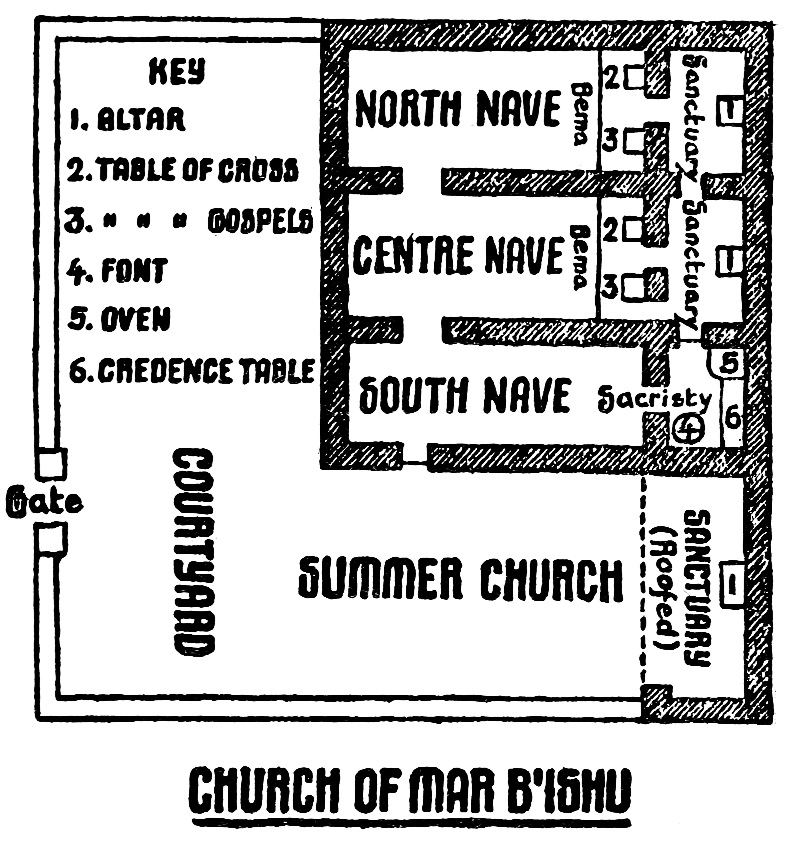 KEY
1. ALTAR
2. TABLE OF CROSS
3. " " " GOSPELS
4. FONT
5. OVEN
6. CREDENCE TABLE
NORTH NAVE
Bema
2
3
Sanctuary
1
CENTRE NAVE
Bema
2
3
Sanctuary
1
SOUTH NAVE
Sacristy
4
5
6
Gate
COURTYARD
SUMMER CHURCH
SANCTUARY
(Roofed)
1
CHURCH OF MAR B'ISHU